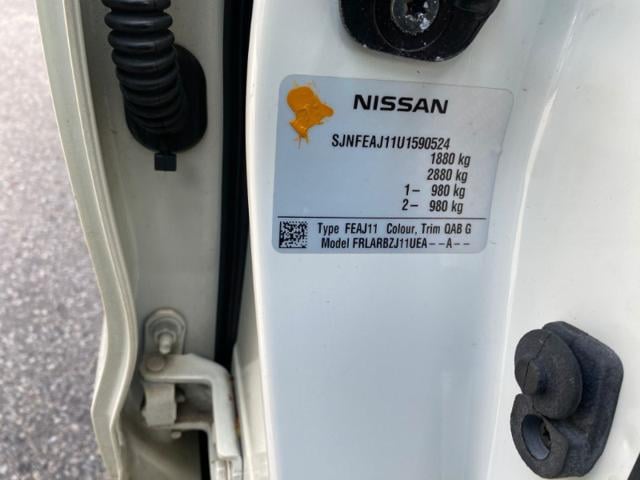 NISSAN
SJNFEAJ11U1590524
1880 kg
2880 kg
1- 980 kg
2- 980 kg
Type FEAJ11 Colour, Trim QAB G
Model FRLARBZJ11UEA--A--